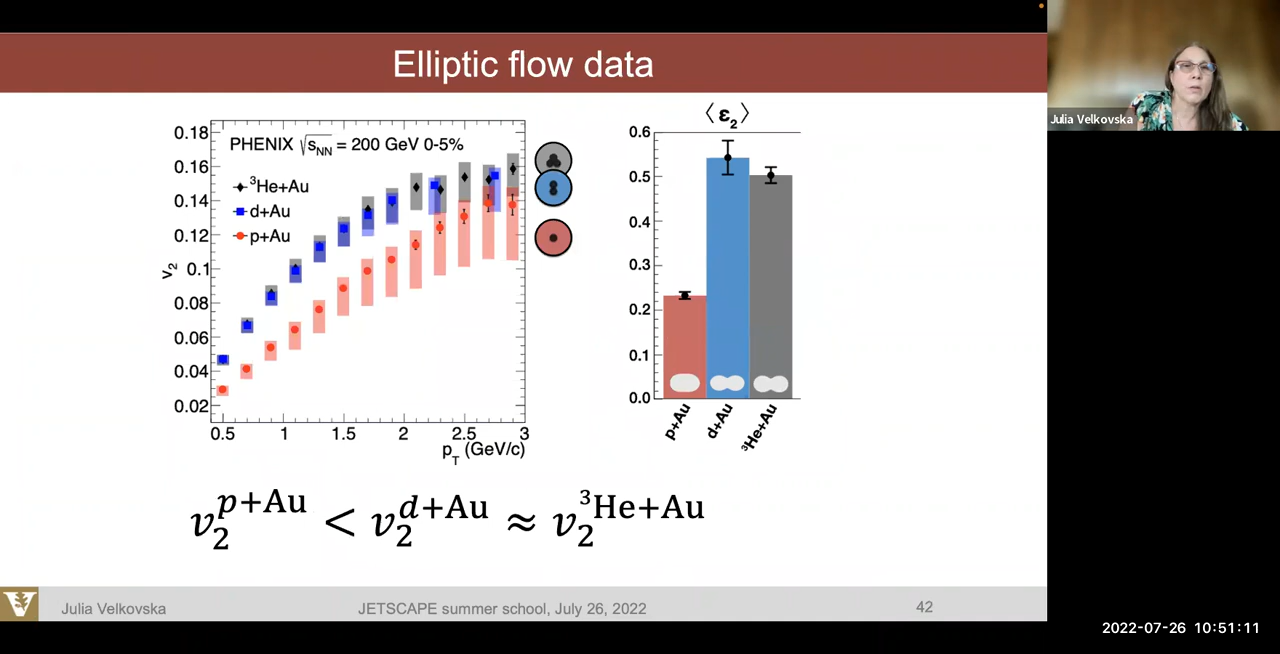 Elliptic flow data
Julia Velkovska
PHENIX √sNN = 200 GeV 0-5%
3He+Au
d+Au
p+Au
v2
0.18
0.16
0.14
0.12
0.1
0.08
0.06
0.04
0.02
0.5 1 1.5 2 2.5 3
pT (GeV/c)
⟨ε2⟩
0.6
0.5
0.4
0.3
0.2
0.1
0.0
p+Au
d+Au
3He+Au
v2^p+Au < v2^d+Au ≈ v2^3He+Au
V
Julia Velkovska JETSCAPE summer school, July 26, 2022 42
2022-07-26 10:51:11